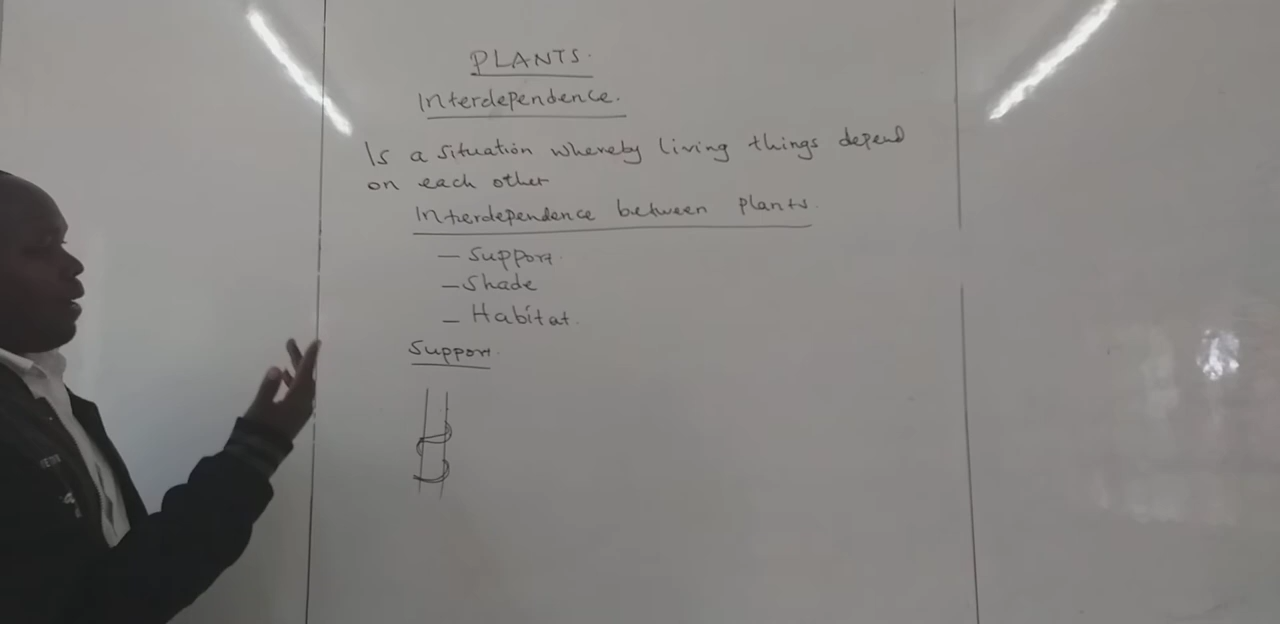 PLANTS.
Interdependence.
Is a situation whereby living things depend
on each other
Interdependence between plants.
- Support.
- Shade
- Habitat.
Support.